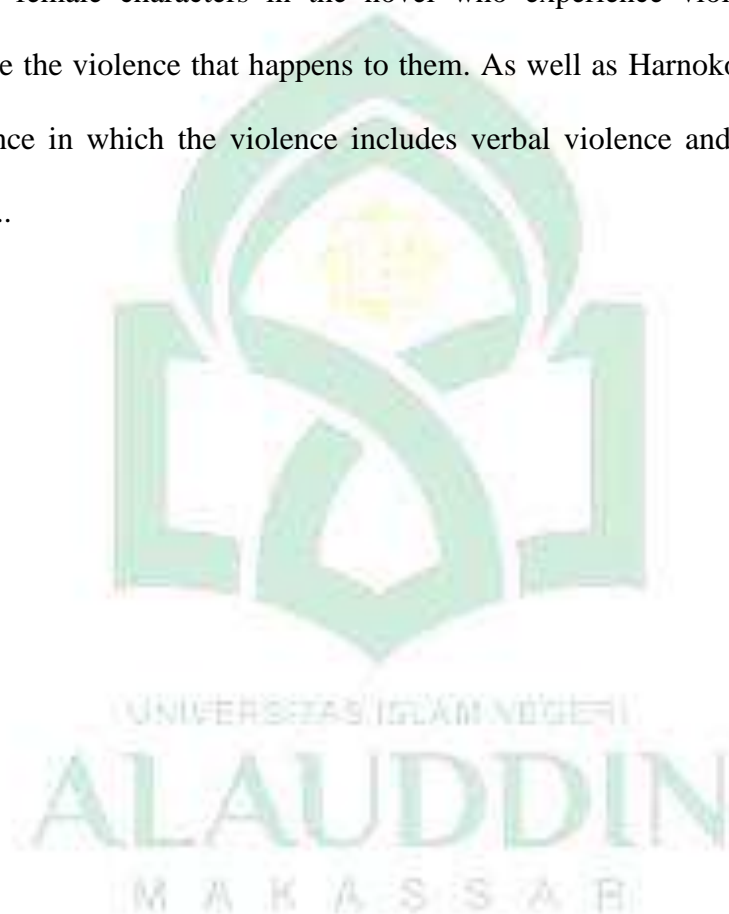 female characters in the novel who experience
the violence that happens to them. As well as
in which the violence includes verbal violence and
..
UNIVERSITAS ISLAM NEGERI
ALAUDDIN
MAKASSAR